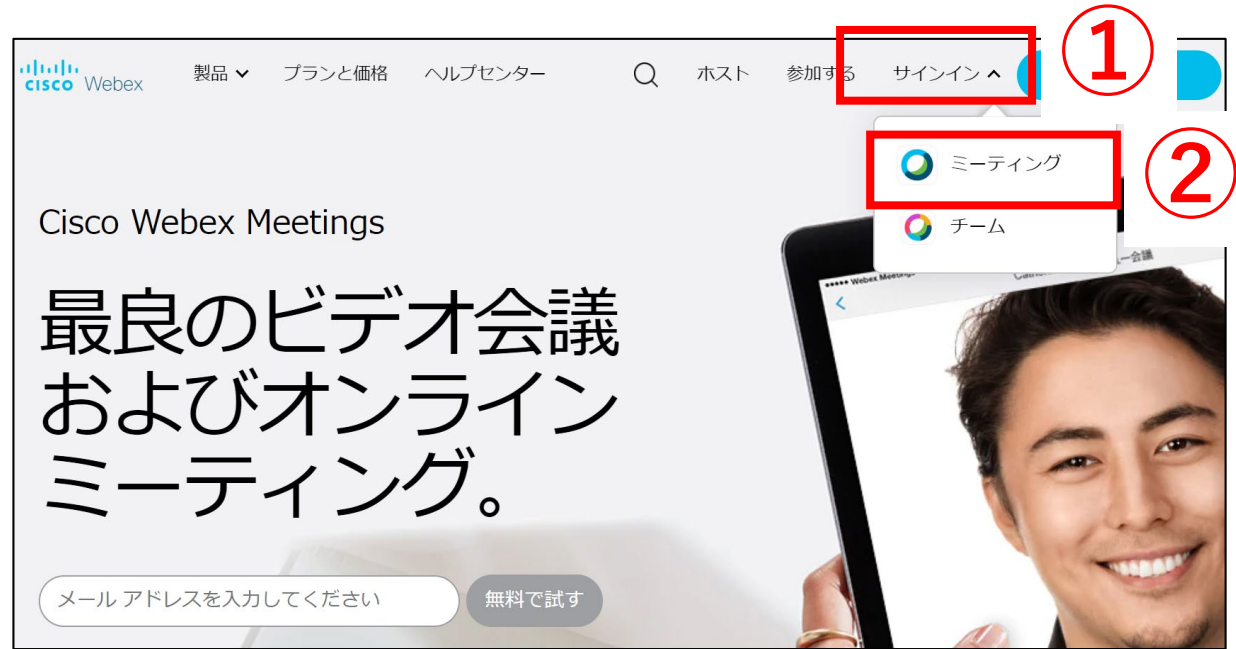 ①
CISCO Webex 製品 プランと価格 ヘルプセンター ホスト 参加する サインイン
ミーティング
②
チーム
Cisco Webex Meetings
Webex Meetings
最良のビデオ会議
およびオンライン
ミーティング。
メール アドレスを入力してください 無料で試す